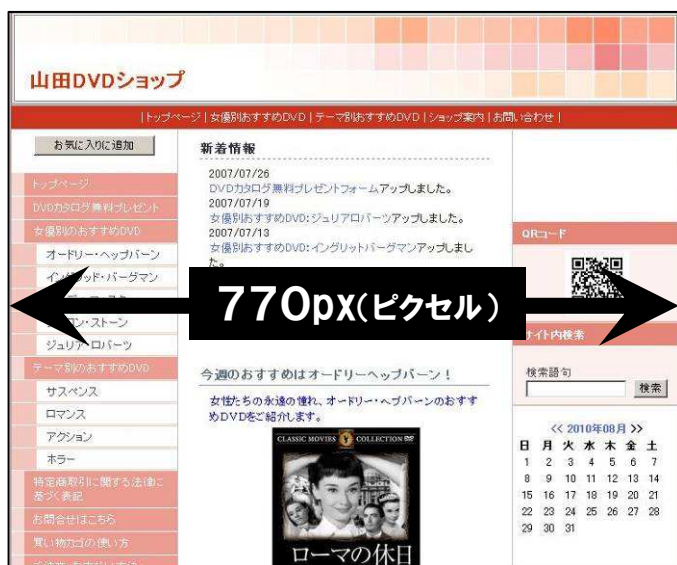 山田DVDショップ
|トップページ|女優別おすすめDVD|テーマ別おすすめDVD|ショップ案内|お問い合わせ|
お気に入りに追加
トップページ
DVDカタログ無料プレゼント
女優別のおすすめDVD
オードリー・ヘップバーン
イングリッド・バーグマン
シャロン・ストーン
ジュリア・ロバーツ
テーマ別のおすすめDVD
サスペンス
ロマンス
アクション
ホラー
特定商取引に関する法律に
基づく表記
お問合せはこちら
買い物カゴの使い方
新着情報
2007/07/26
DVDカタログ無料プレゼントフォームアップしました。
2007/07/19
女優別おすすめDVD:ジュリアロバーツアップしました。
2007/07/13
女優別おすすめDVD:イングリットバーグマンアップしまし
た。
770px(ピクセル)
今週のおすすめはオードリーヘップバーン！
女性たちの永遠の憧れ、オードリー・ヘプバーンのおすす
めDVDをご紹介します。
CLASSIC MOVIES COLLECTION
ローマの休日
QRコード
サイト内検索
検索語句
検索
<< 2010年08月 >>
日 月 火 水 木 金 土
1 2 3 4 5 6 7
8 9 10 11 12 13 14
15 16 17 18 19 20 21
22 23 24 25 26 27 28
29 30 31